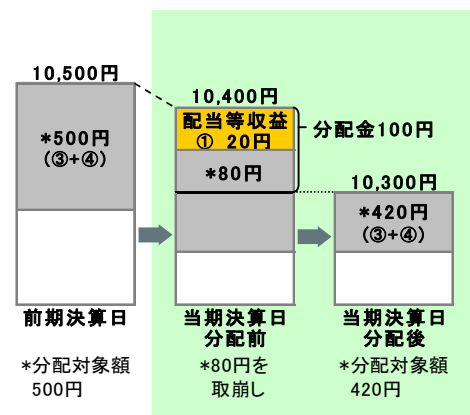 10,500円
*500円
(③+④)
前期決算日
*分配対象額
500円
10,400円
配当等収益
① 20円
*80円
分配金100円
当期決算日
分配前
*80円を
取崩し
10,300円
*420円
(③+④)
当期決算日
分配後
*分配対象額
420円